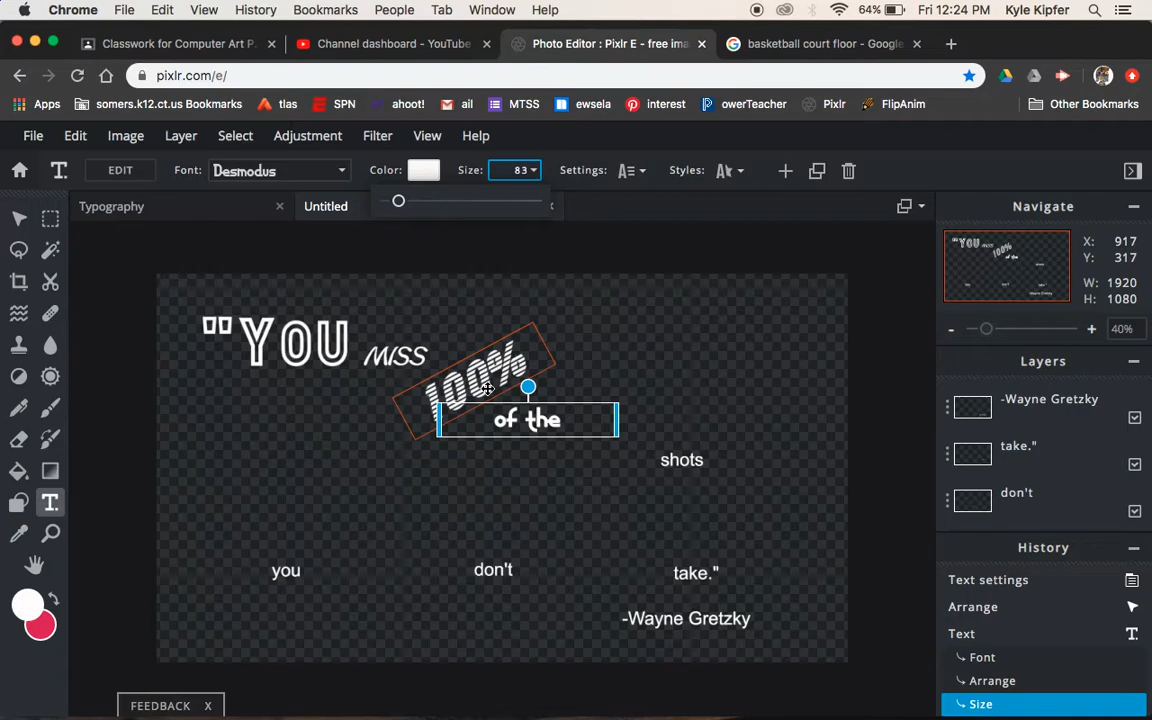 Chrome File Edit View History Bookmarks People Tab Window Help 64% Fri 12:24 PM Kyle Kipfer
Classwork for Computer Art P. Channel dashboard - YouTube Photo Editor : Pixlr E - free ima basketball court floor - Google
pixlr.com/e/
Apps somers.k12.ct.us Bookmarks tlas SPN ahoot! ail MTSS ewsela interest owerTeacher Pixlr FlipAnim Other Bookmarks
File Edit Image Layer Select Adjustment Filter View Help
EDIT Font: Desmodus Color: Size: 83 Settings: Styles:
Typography Untitled
Navigate
X: 917
Y: 317
W: 1920
H: 1080
- + 40%
"YOU MISS 100%
of the
shots
you don't take."
-Wayne Gretzky
Layers
-Wayne Gretzky
take."
don't
History
Text settings
Arrange
Text
Font
Arrange
Size
FEEDBACK X